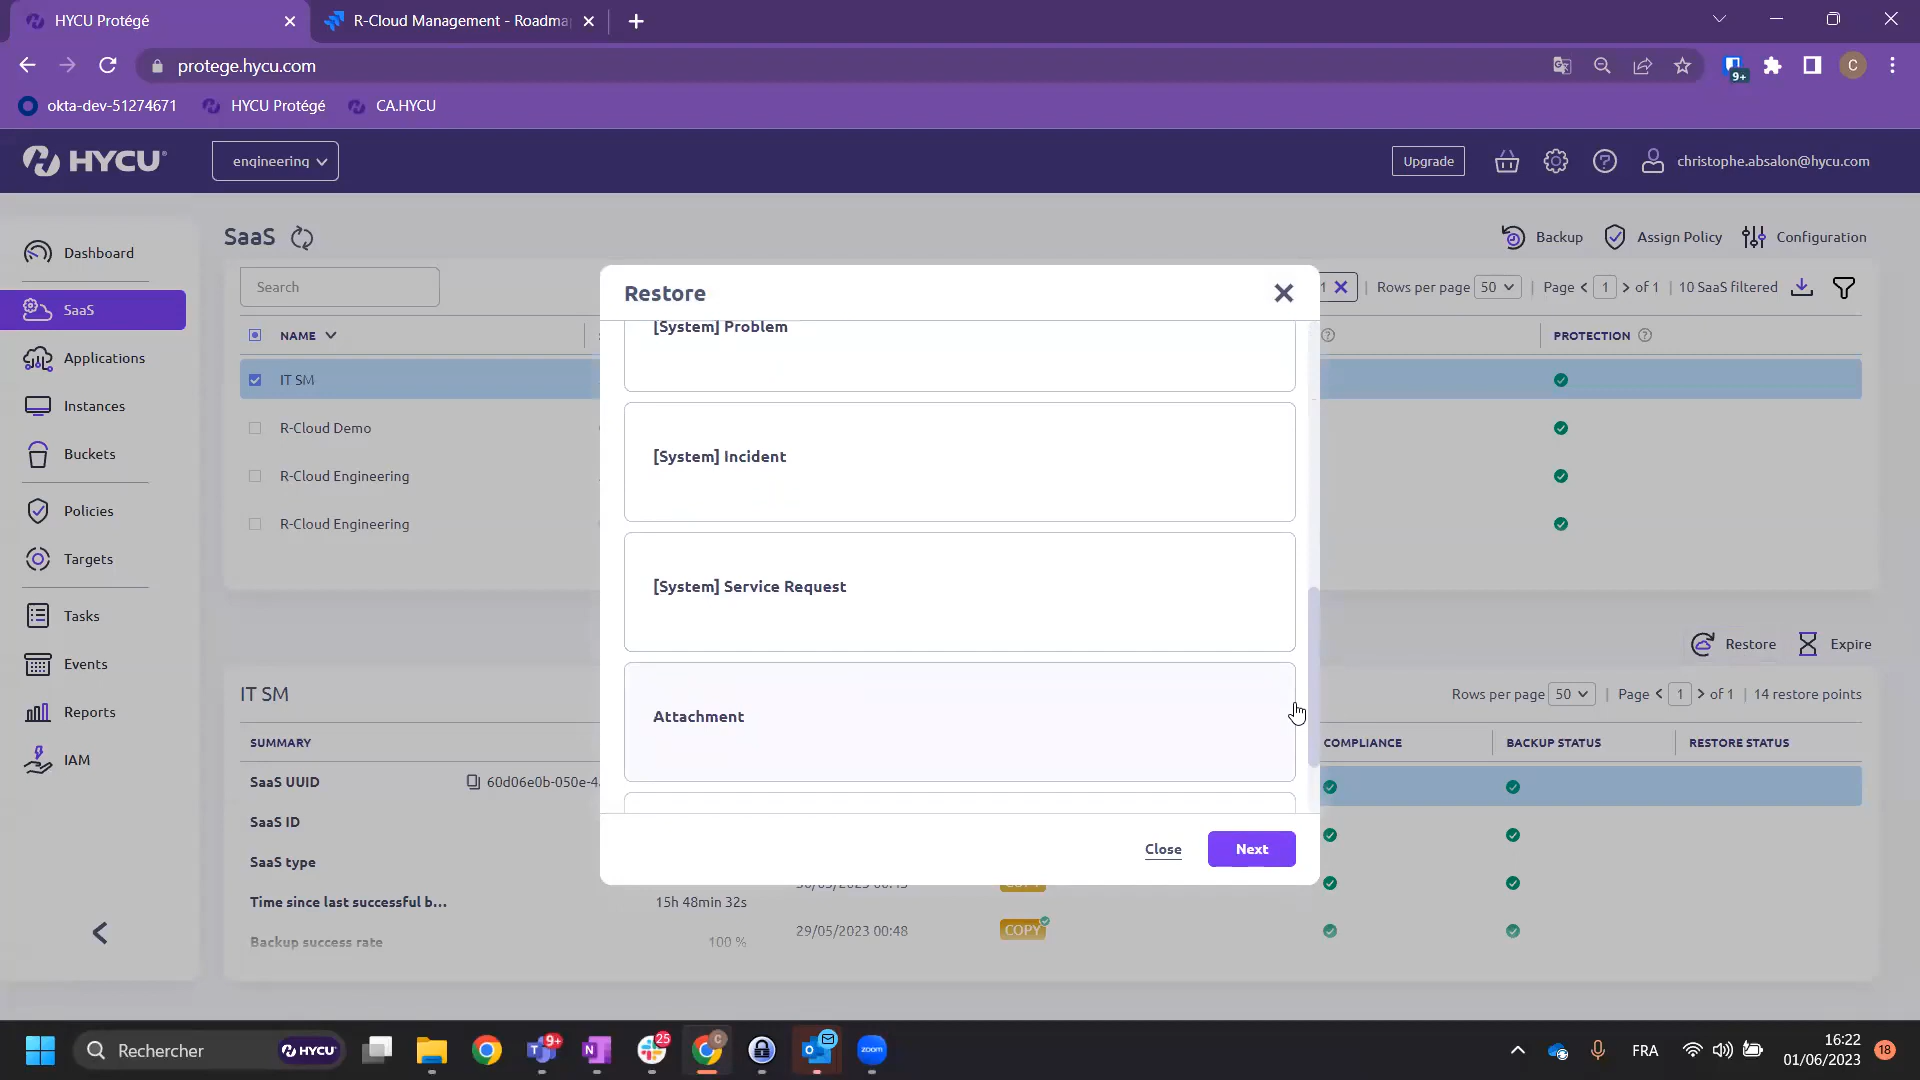 HYCU Protégé
R-Cloud Management - Roadma
protege.hycu.com
9+
C
okta-dev-51274671
HYCU Protégé
CA.HYCU
HYCU
engineering
Upgrade
christophe.absalon@hycu.com
Dashboard
SaaS
Applications
Instances
Buckets
Policies
Targets
Tasks
Events
Reports
IAM
SaaS
Backup
Assign Policy
Configuration
Search
1
Rows per page
50
Page
1
of 1
10 SaaS filtered
NAME
PROTECTION
IT SM
R-Cloud Demo
R-Cloud Engineering
R-Cloud Engineering
Restore
[System] Problem
[System] Incident
[System] Service Request
Attachment
Close
Next
Restore
Expire
IT SM
Rows per page
50
Page
1
of 1
14 restore points
SUMMARY
COMPLIANCE
BACKUP STATUS
RESTORE STATUS
SaaS UUID
60d06e0b-050e-4
SaaS ID
SaaS type
Time since last successful b...
15h 48min 32s
29/05/2023 00:48
COPY
Backup success rate
100 %
Rechercher
HYCU
9+
25
C
zoom
FRA
16:22
01/06/2023
18